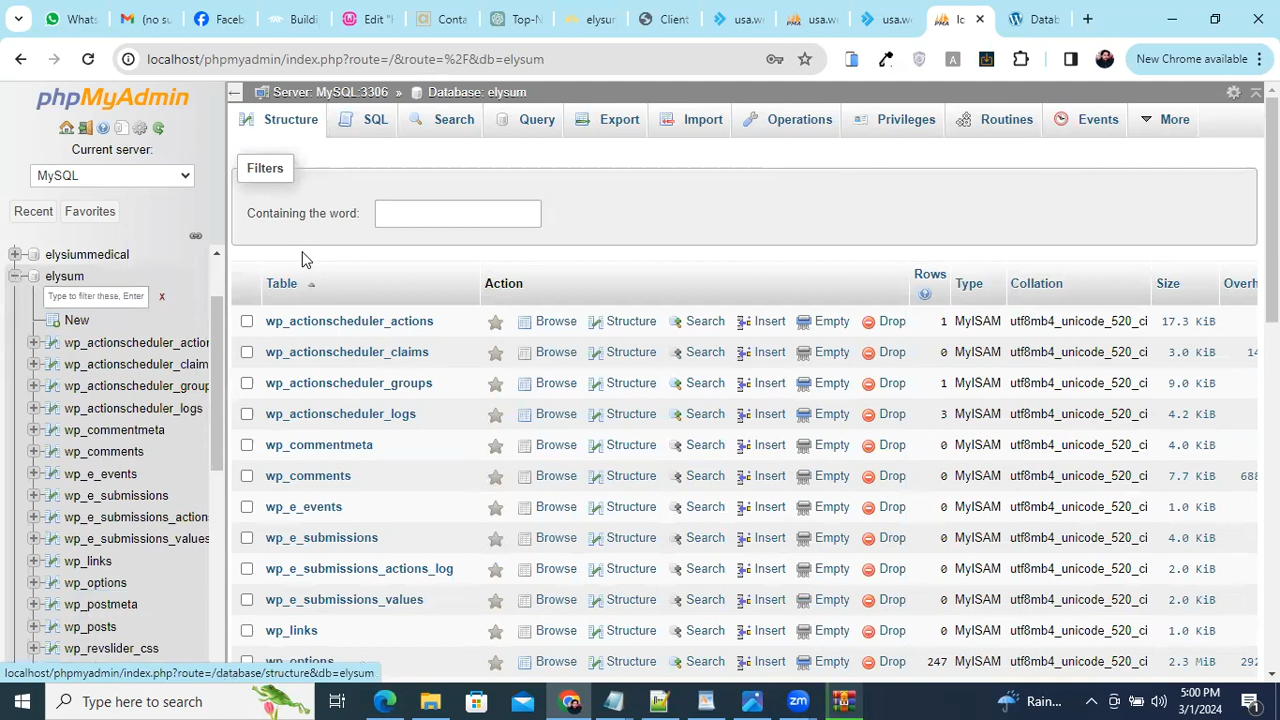 Whats
(no su
Faceb
Buildi
Edit "
Conta
Top-N
elysur
Client
usa.w
usa.w
usa.w
lc
Datab
localhost/phpmyadmin/index.php?route=/&route=%2F&db=elysum
New Chrome available
phpMyAdmin
Current server:
MySQL
Recent
Favorites
elysiummedical
elysum
Type to filter these, Enter
x
New
wp_actionscheduler_action
wp_actionscheduler_claim
wp_actionscheduler_group
wp_actionscheduler_logs
wp_commentmeta
wp_comments
wp_e_events
wp_e_submissions
wp_e_submissions_actions
wp_e_submissions_values
wp_links
wp_options
wp_postmeta
wp_posts
wp_revslider_css
Server: MySQL:3306 » Database: elysum
Structure SQL Search Query Export Import Operations Privileges Routines Events More
Filters
Containing the word:
Table Action Rows Type Collation Size Overh
wp_actionscheduler_actions Browse Structure Search Insert Empty Drop 1 MyISAM utf8mb4_unicode_520_ci 17.3 KiB
wp_actionscheduler_claims Browse Structure Search Insert Empty Drop 0 MyISAM utf8mb4_unicode_520_ci 3.0 KiB 14
wp_actionscheduler_groups Browse Structure Search Insert Empty Drop 1 MyISAM utf8mb4_unicode_520_ci 9.0 KiB
wp_actionscheduler_logs Browse Structure Search Insert Empty Drop 3 MyISAM utf8mb4_unicode_520_ci 4.2 KiB
wp_commentmeta Browse Structure Search Insert Empty Drop 0 MyISAM utf8mb4_unicode_520_ci 4.0 KiB
wp_comments Browse Structure Search Insert Empty Drop 0 MyISAM utf8mb4_unicode_520_ci 7.7 KiB 688
wp_e_events Browse Structure Search Insert Empty Drop 0 MyISAM utf8mb4_unicode_520_ci 1.0 KiB
wp_e_submissions Browse Structure Search Insert Empty Drop 0 MyISAM utf8mb4_unicode_520_ci 4.0 KiB
wp_e_submissions_actions_log Browse Structure Search Insert Empty Drop 0 MyISAM utf8mb4_unicode_520_ci 2.0 KiB
wp_e_submissions_values Browse Structure Search Insert Empty Drop 0 MyISAM utf8mb4_unicode_520_ci 2.0 KiB
wp_links Browse Structure Search Insert Empty Drop 0 MyISAM utf8mb4_unicode_520_ci 1.0 KiB
wp_options Browse Structure Search Insert Empty Drop 247 MyISAM utf8mb4_unicode_520_ci 2.3 MiB 292
localhost/phpmyadmin/index.php?route=/database/structure&db=elysum
Type here to search
Rain...
5:00 PM
3/1/2024